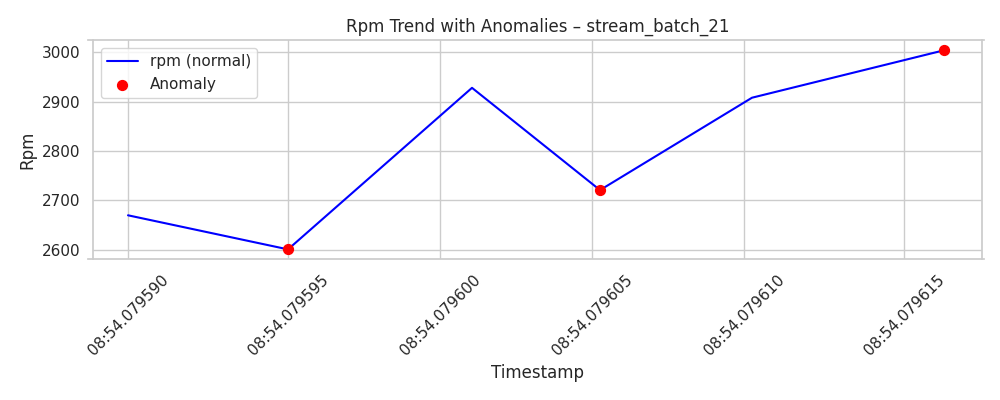 Rpm Trend with Anomalies – stream_batch_21
rpm (normal)
Anomaly
Rpm
3000
2900
2800
2700
2600
08:54.079590
08:54.079595
08:54.079600
08:54.079605
08:54.079610
08:54.079615
Timestamp